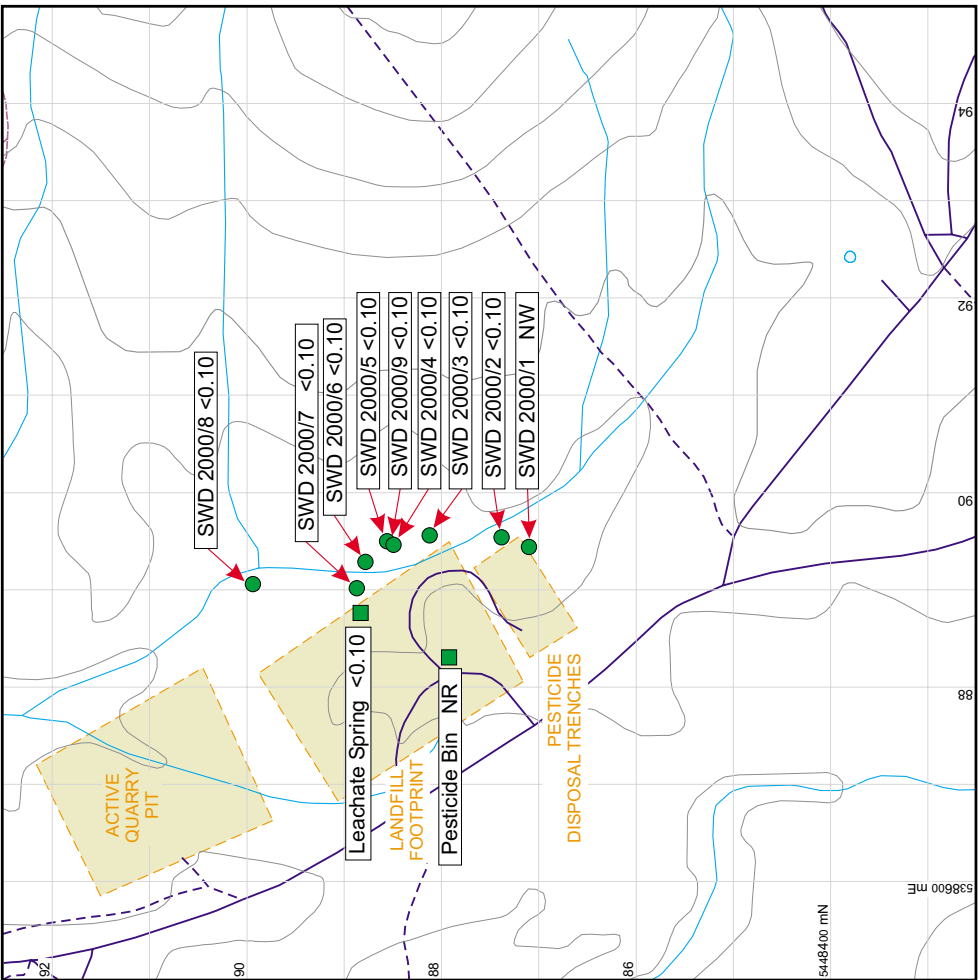 SWD 2000/8 <0.10
SWD 2000/7 <0.10
SWD 2000/6 <0.10
SWD 2000/5 <0.10
SWD 2000/9 <0.10
SWD 2000/4 <0.10
SWD 2000/3 <0.10
SWD 2000/2 <0.10
SWD 2000/1 NW
Leachate Spring <0.10
Pesticide Bin NR
ACTIVE
QUARRY
PIT
LANDFILL
FOOTPRINT
PESTICIDE
DISPOSAL TRENCHES
92
90
88
86
5448400 mN
538600 mE
88
90
92
94